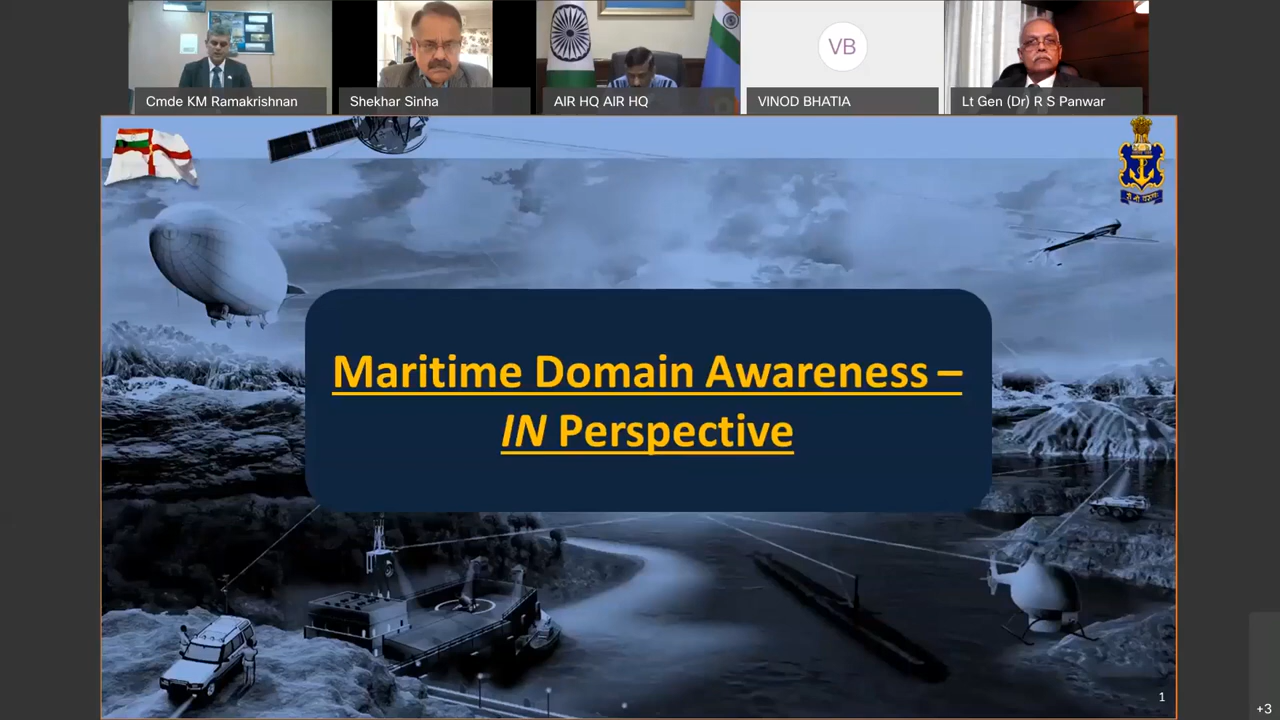 Cmde KM Ramakrishnan
Shekhar Sinha
AIR HQ AIR HQ
VB
VINOD BHATIA
Lt Gen (Dr) R S Panwar
Maritime Domain Awareness –
IN Perspective
1
+3